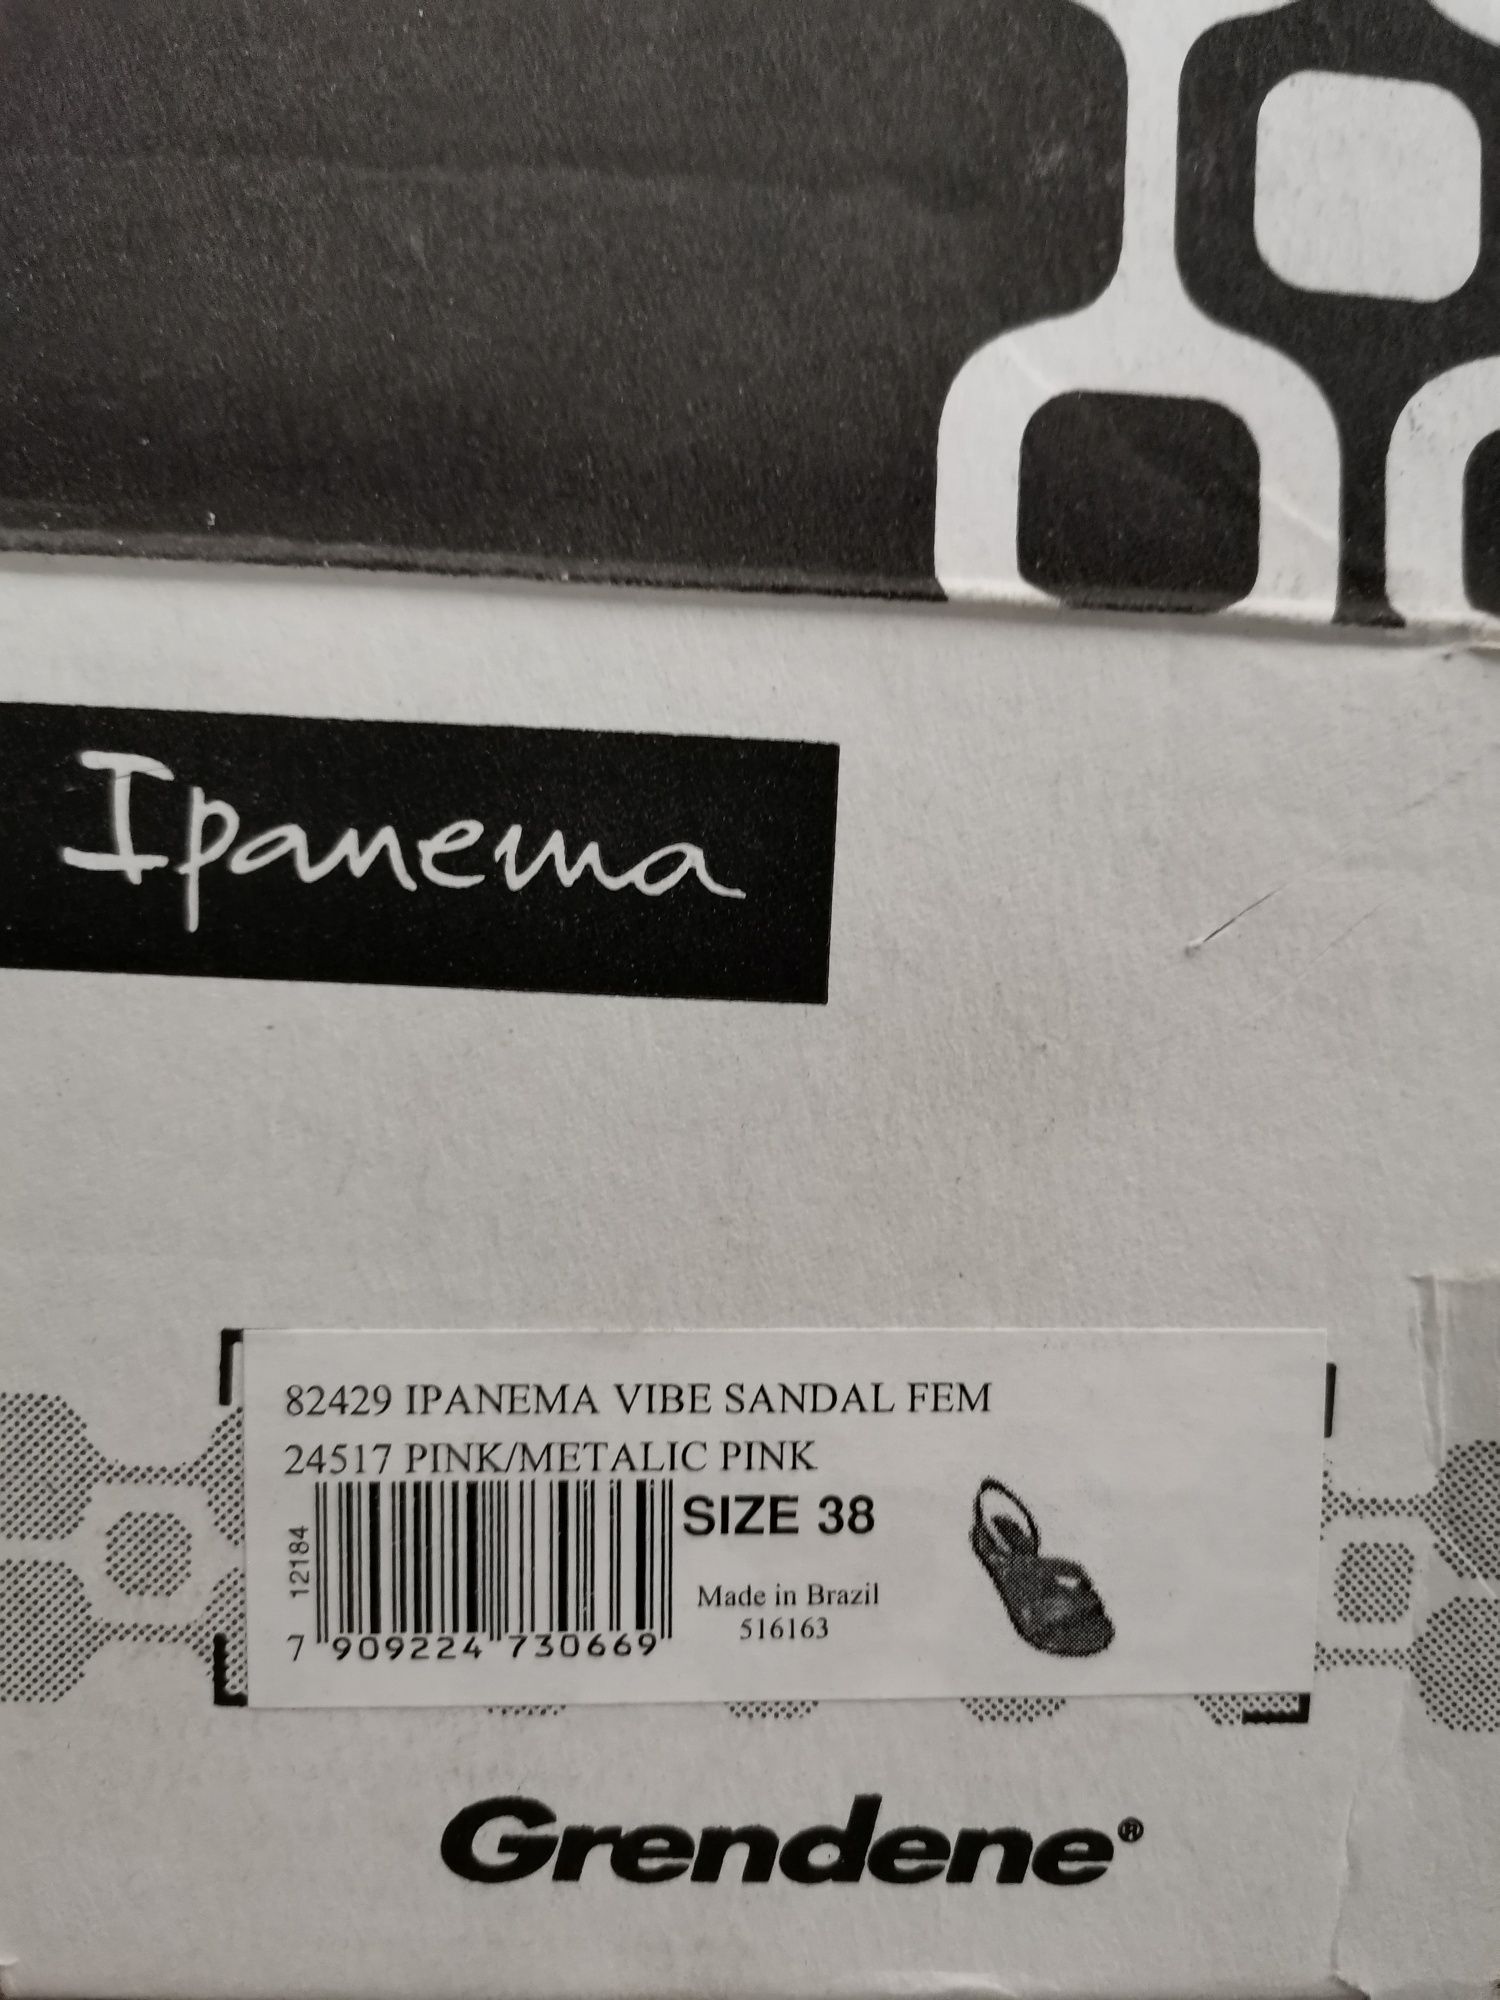 Ipanema
82429 IPANEMA VIBE SANDAL FEM
24517 PINK/METALIC PINK
SIZE 38
12184
Made in Brazil
516163
7 909224 730669
Grendene®